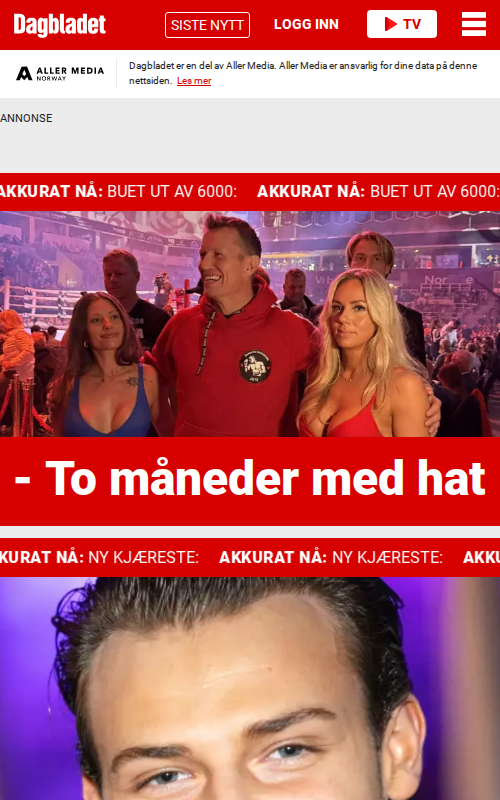 Dagbladet
SISTE NYTT
LOGG INN
TV
ALLER MEDIA
NORWAY
Dagbladet er en del av Aller Media. Aller Media er ansvarlig for dine data på denne
nettsiden. Les mer
ANNONSE
AKKURAT NÅ: BUET UT AV 6000: AKKURAT NÅ: BUET UT AV 6000:
- To måneder med hat
KURAT NÅ: NY KJÆRESTE: AKKURAT NÅ: NY KJÆRESTE: AKKU